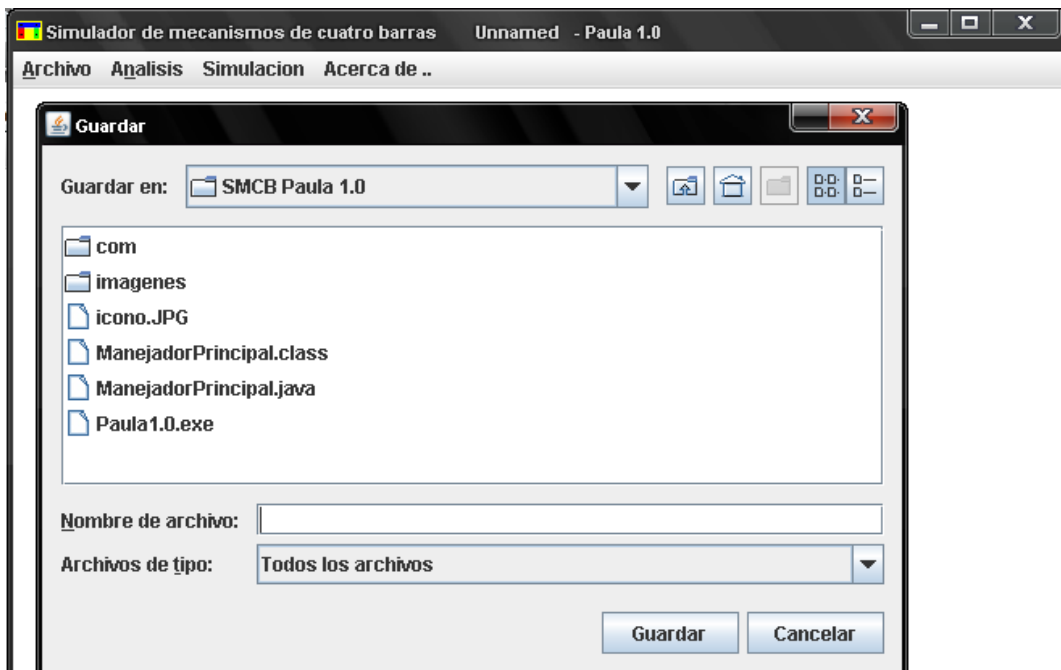 Simulador de mecanismos de cuatro barras Unnamed - Paula 1.0
Archivo Analisis Simulacion Acerca de ..
Guardar
Guardar en: SMCB Paula 1.0
com
imagenes
icono.JPG
ManejadorPrincipal.class
ManejadorPrincipal.java
Paula1.0.exe
Nombre de archivo:
Archivos de tipo: Todos los archivos
Guardar Cancelar